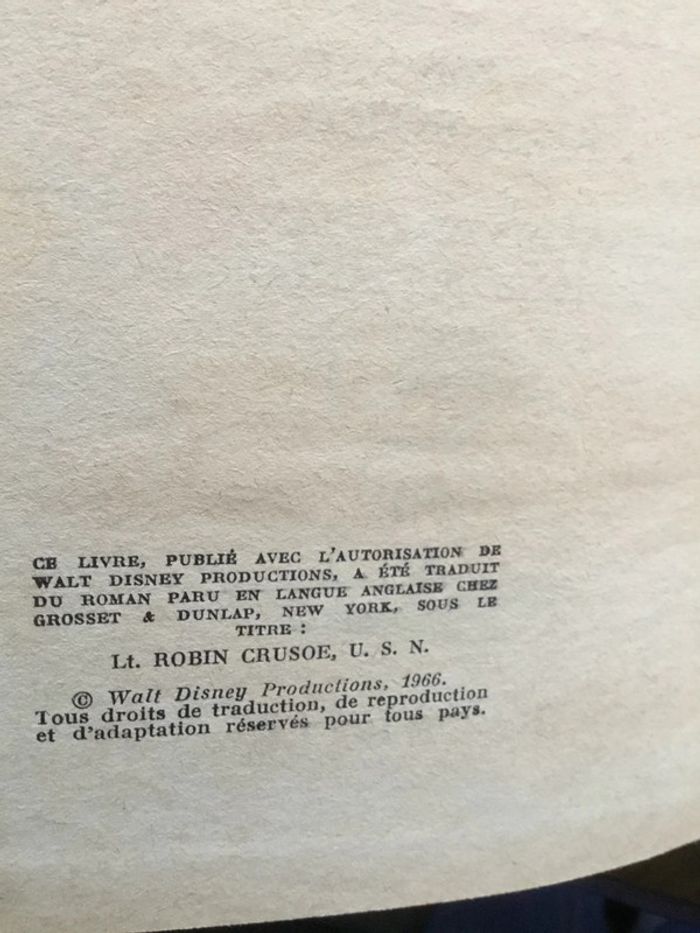 CE LIVRE, PUBLIÉ AVEC L'AUTORISATION DE
WALT DISNEY PRODUCTIONS, A ÉTÉ TRADUIT
DU ROMAN PARU EN LANGUE ANGLAISE CHEZ
GROSSET & DUNLAP, NEW YORK, SOUS LE
TITRE :
Lt. ROBIN CRUSOE, U. S. N.
© Walt Disney Productions, 1966.
Tous droits de traduction, de reproduction
et d'adaptation réservés pour tous pays.